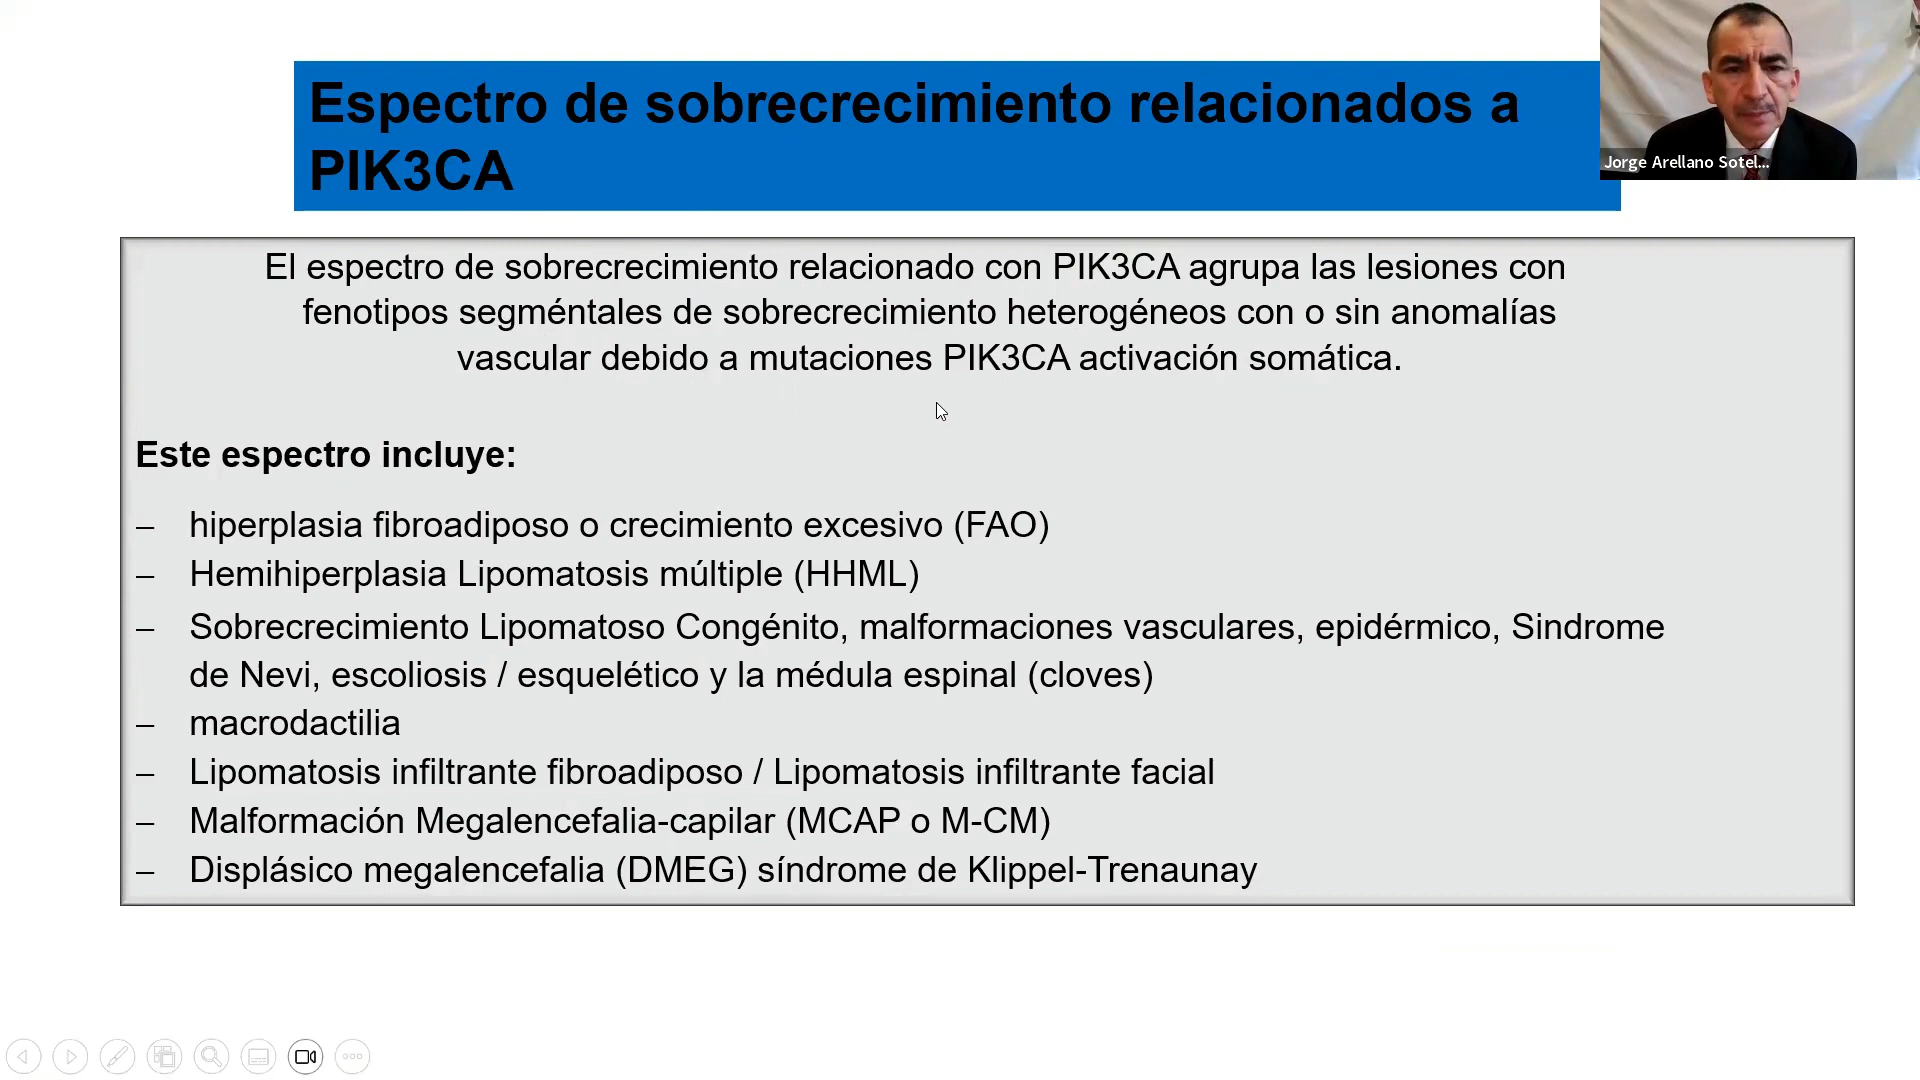 Espectro de sobrecrecimiento relacionados a
PIK3CA
Jorge Arellano Sotel...
El espectro de sobrecrecimiento relacionado con PIK3CA agrupa las lesiones con
fenotipos segméntales de sobrecrecimiento heterogéneos con o sin anomalías
vascular debido a mutaciones PIK3CA activación somática.
Este espectro incluye:
– hiperplasia fibroadiposo o crecimiento excesivo (FAO)
– Hemihiperplasia Lipomatosis múltiple (HHML)
– Sobrecrecimiento Lipomatoso Congénito, malformaciones vasculares, epidérmico, Sindrome
de Nevi, escoliosis / esquelético y la médula espinal (cloves)
– macrodactilia
– Lipomatosis infiltrante fibroadiposo / Lipomatosis infiltrante facial
– Malformación Megalencefalia-capilar (MCAP o M-CM)
– Displásico megalencefalia (DMEG) síndrome de Klippel-Trenaunay